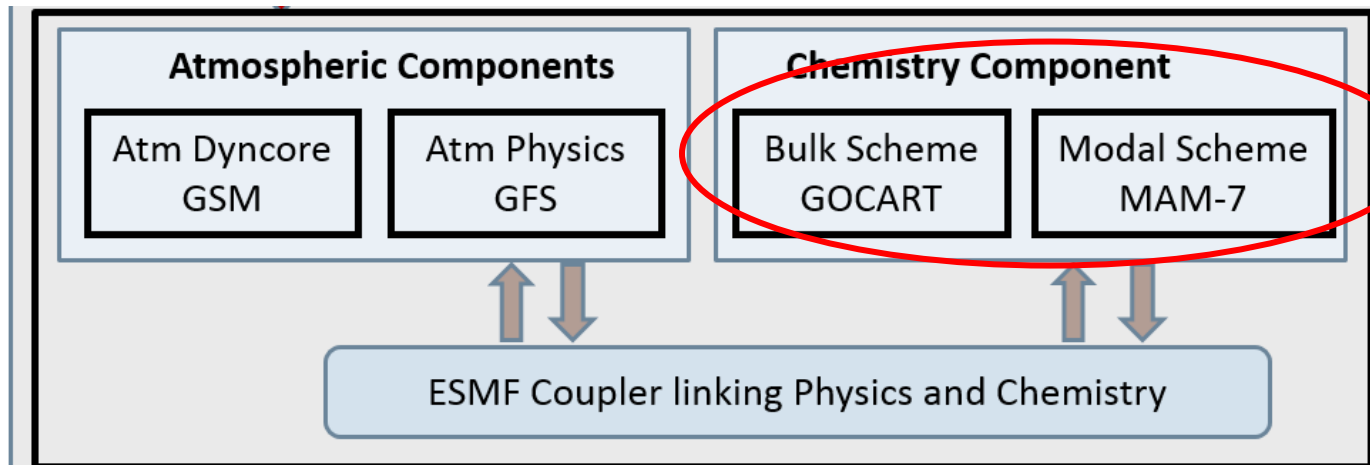 Atmospheric Components
Chemistry Component
Atm Dyncore
GSM
Atm Physics
GFS
Bulk Scheme
GOCART
Modal Scheme
MAM-7
ESMF Coupler linking Physics and Chemistry